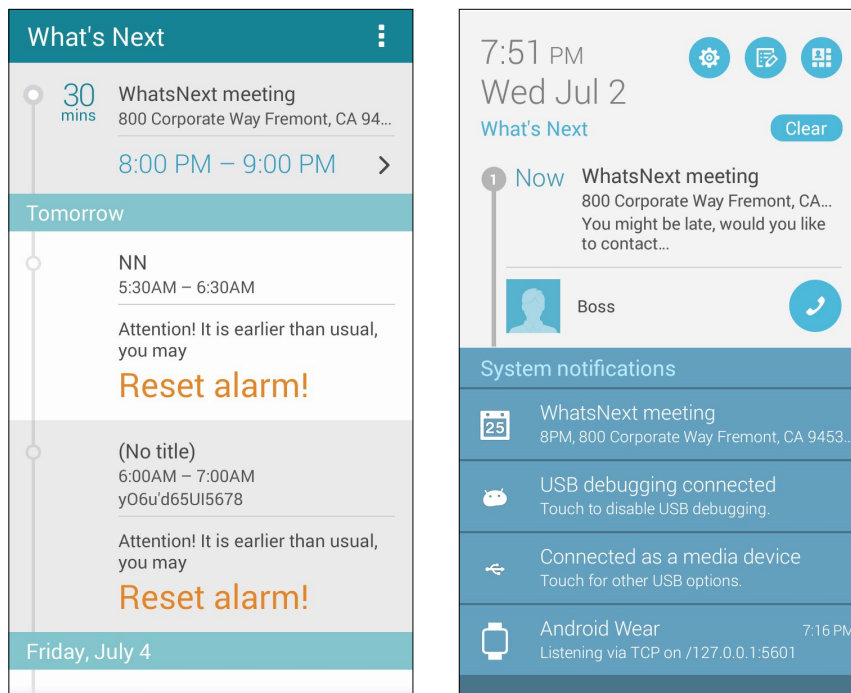 What's Next
30
mins
WhatsNext meeting
800 Corporate Way Fremont, CA 94...
8:00 PM – 9:00 PM
Tomorrow
NN
5:30AM – 6:30AM
Attention! It is earlier than usual,
you may
Reset alarm!
(No title)
6:00AM – 7:00AM
yO6u'd65UI5678
Attention! It is earlier than usual,
you may
Reset alarm!
Friday, July 4
7:51 PM
Wed Jul 2
What's Next
Clear
1
Now
WhatsNext meeting
800 Corporate Way Fremont, CA...
You might be late, would you like
to contact...
Boss
System notifications
25
WhatsNext meeting
8PM, 800 Corporate Way Fremont, CA 9453...
USB debugging connected
Touch to disable USB debugging.
Connected as a media device
Touch for other USB options.
Android Wear
7:16 PM
Listening via TCP on /127.0.0.1:5601